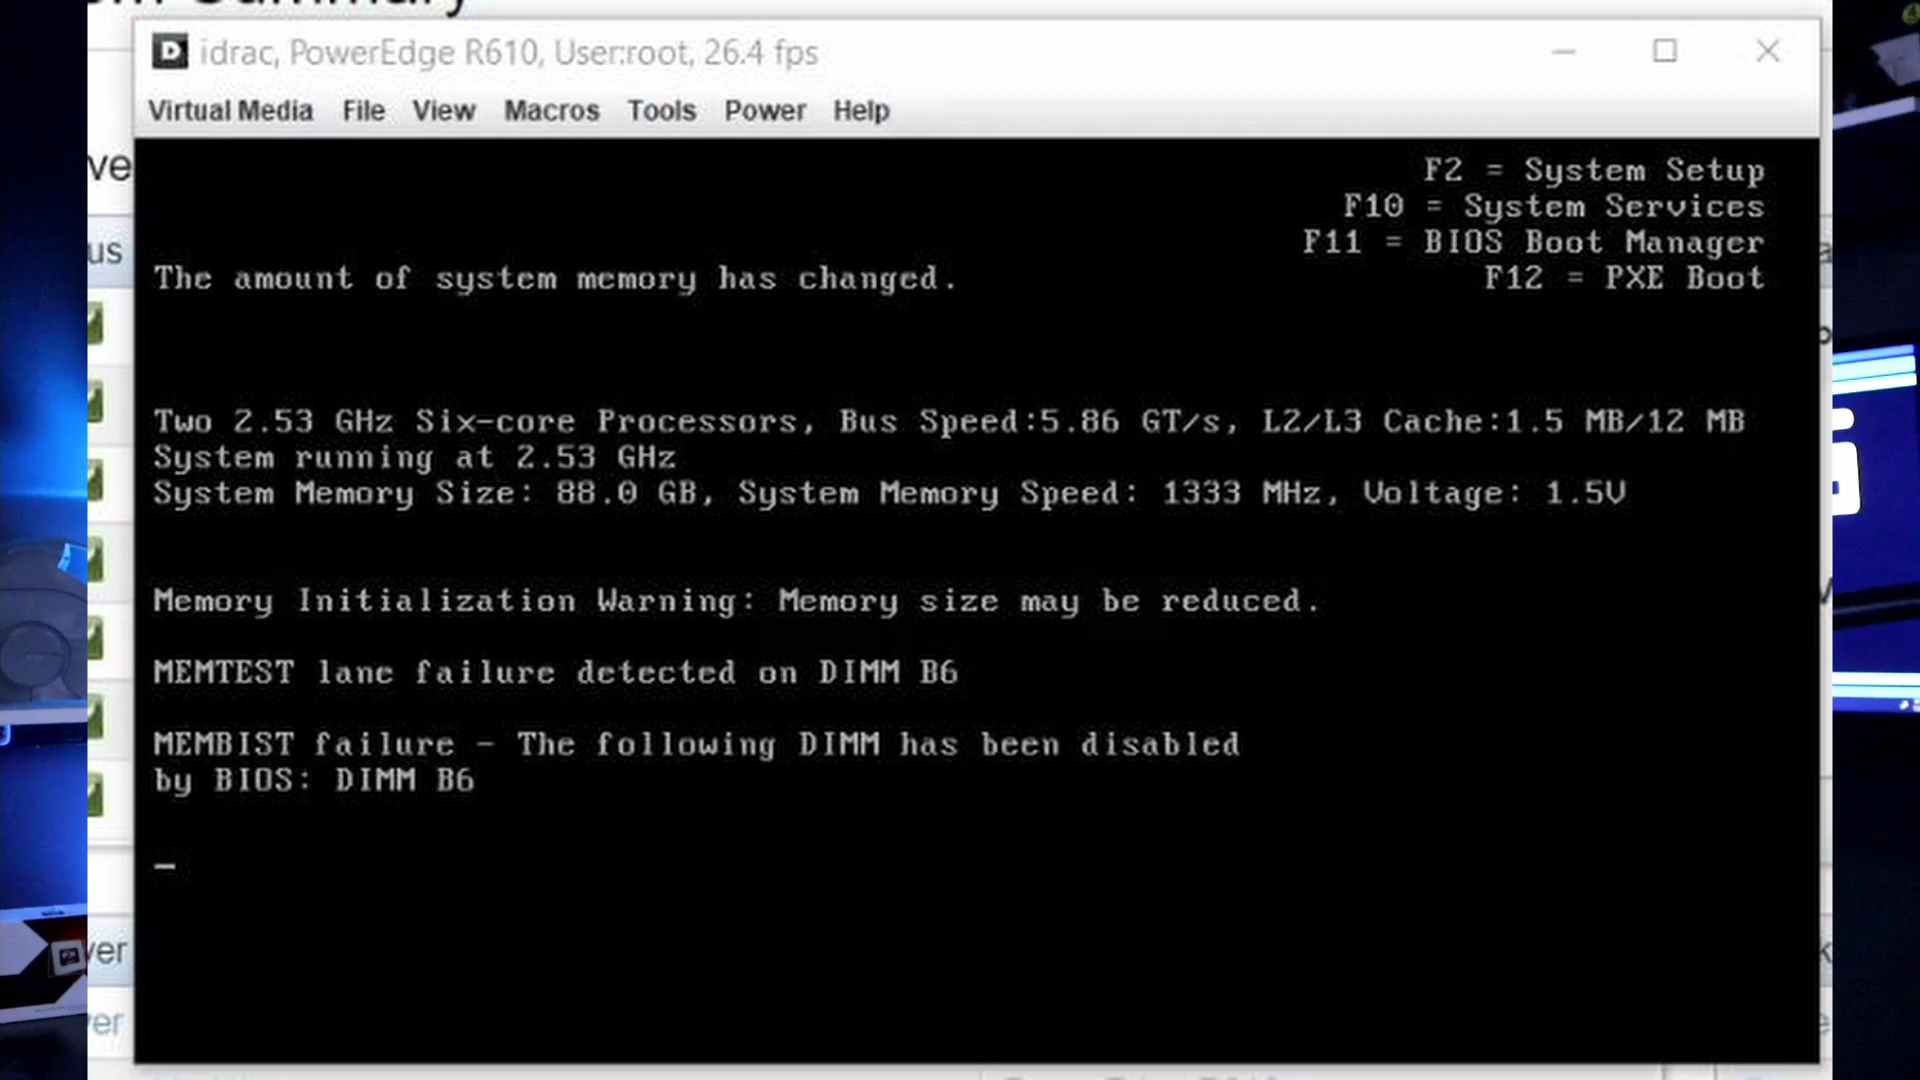 idrac, PowerEdge R610, User:root, 26.4 fps
Virtual Media File View Macros Tools Power Help
F2 = System Setup
F10 = System Services
F11 = BIOS Boot Manager
F12 = PXE Boot
The amount of system memory has changed.
Two 2.53 GHz Six-core Processors, Bus Speed:5.86 GT/s, L2/L3 Cache:1.5 MB/12 MB
System running at 2.53 GHz
System Memory Size: 88.0 GB, System Memory Speed: 1333 MHz, Voltage: 1.5V
Memory Initialization Warning: Memory size may be reduced.
MEMTEST lane failure detected on DIMM B6
MEMBIST failure - The following DIMM has been disabled
by BIOS: DIMM B6